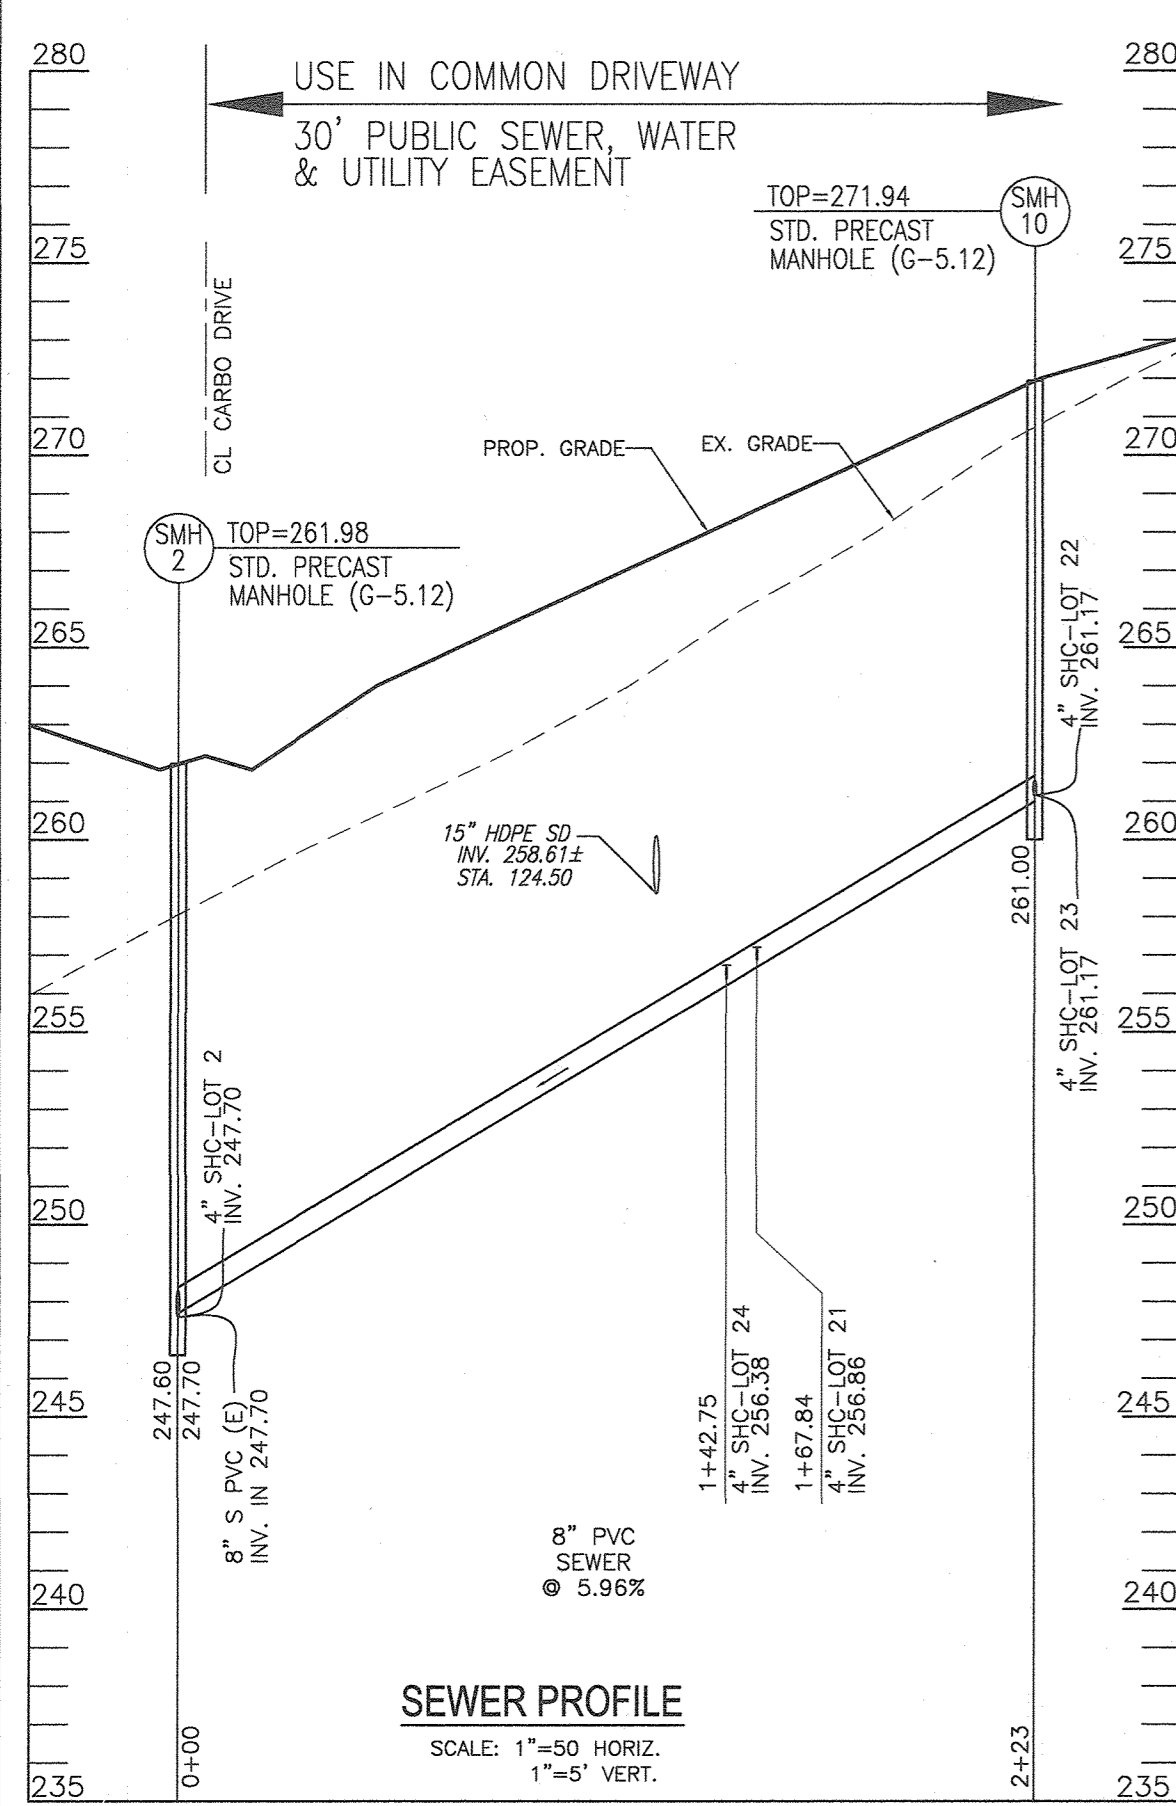 280
280
USE IN COMMON DRIVEWAY
30' PUBLIC SEWER, WATER
& UTILITY EASEMENT
TOP=271.94
STD. PRECAST
MANHOLE (G-5.12)
SMH
10
275
275
CL CARBO DRIVE
270
270
PROP. GRADE
EX. GRADE
SMH
2
TOP=261.98
STD. PRECAST
MANHOLE (G-5.12)
4" SHC-LOT 22
INV. 261.17
265
265
260
260
15" HDPE SD
INV. 258.61±
STA. 124.50
261.00
4" SHC-LOT 23
INV. 261.17
255
255
4" SHC-LOT 2
INV. 247.70
250
250
247.60
247.70
8" S PVC (E)
INV. IN 247.70
1+42.75
4" SHC-LOT 24
INV. 256.38
1+67.84
4" SHC-LOT 21
INV. 256.86
245
245
8" PVC
SEWER
@ 5.96%
240
240
SEWER PROFILE
SCALE: 1"=50 HORIZ.
1"=5' VERT.
0+00
2+23
235
235